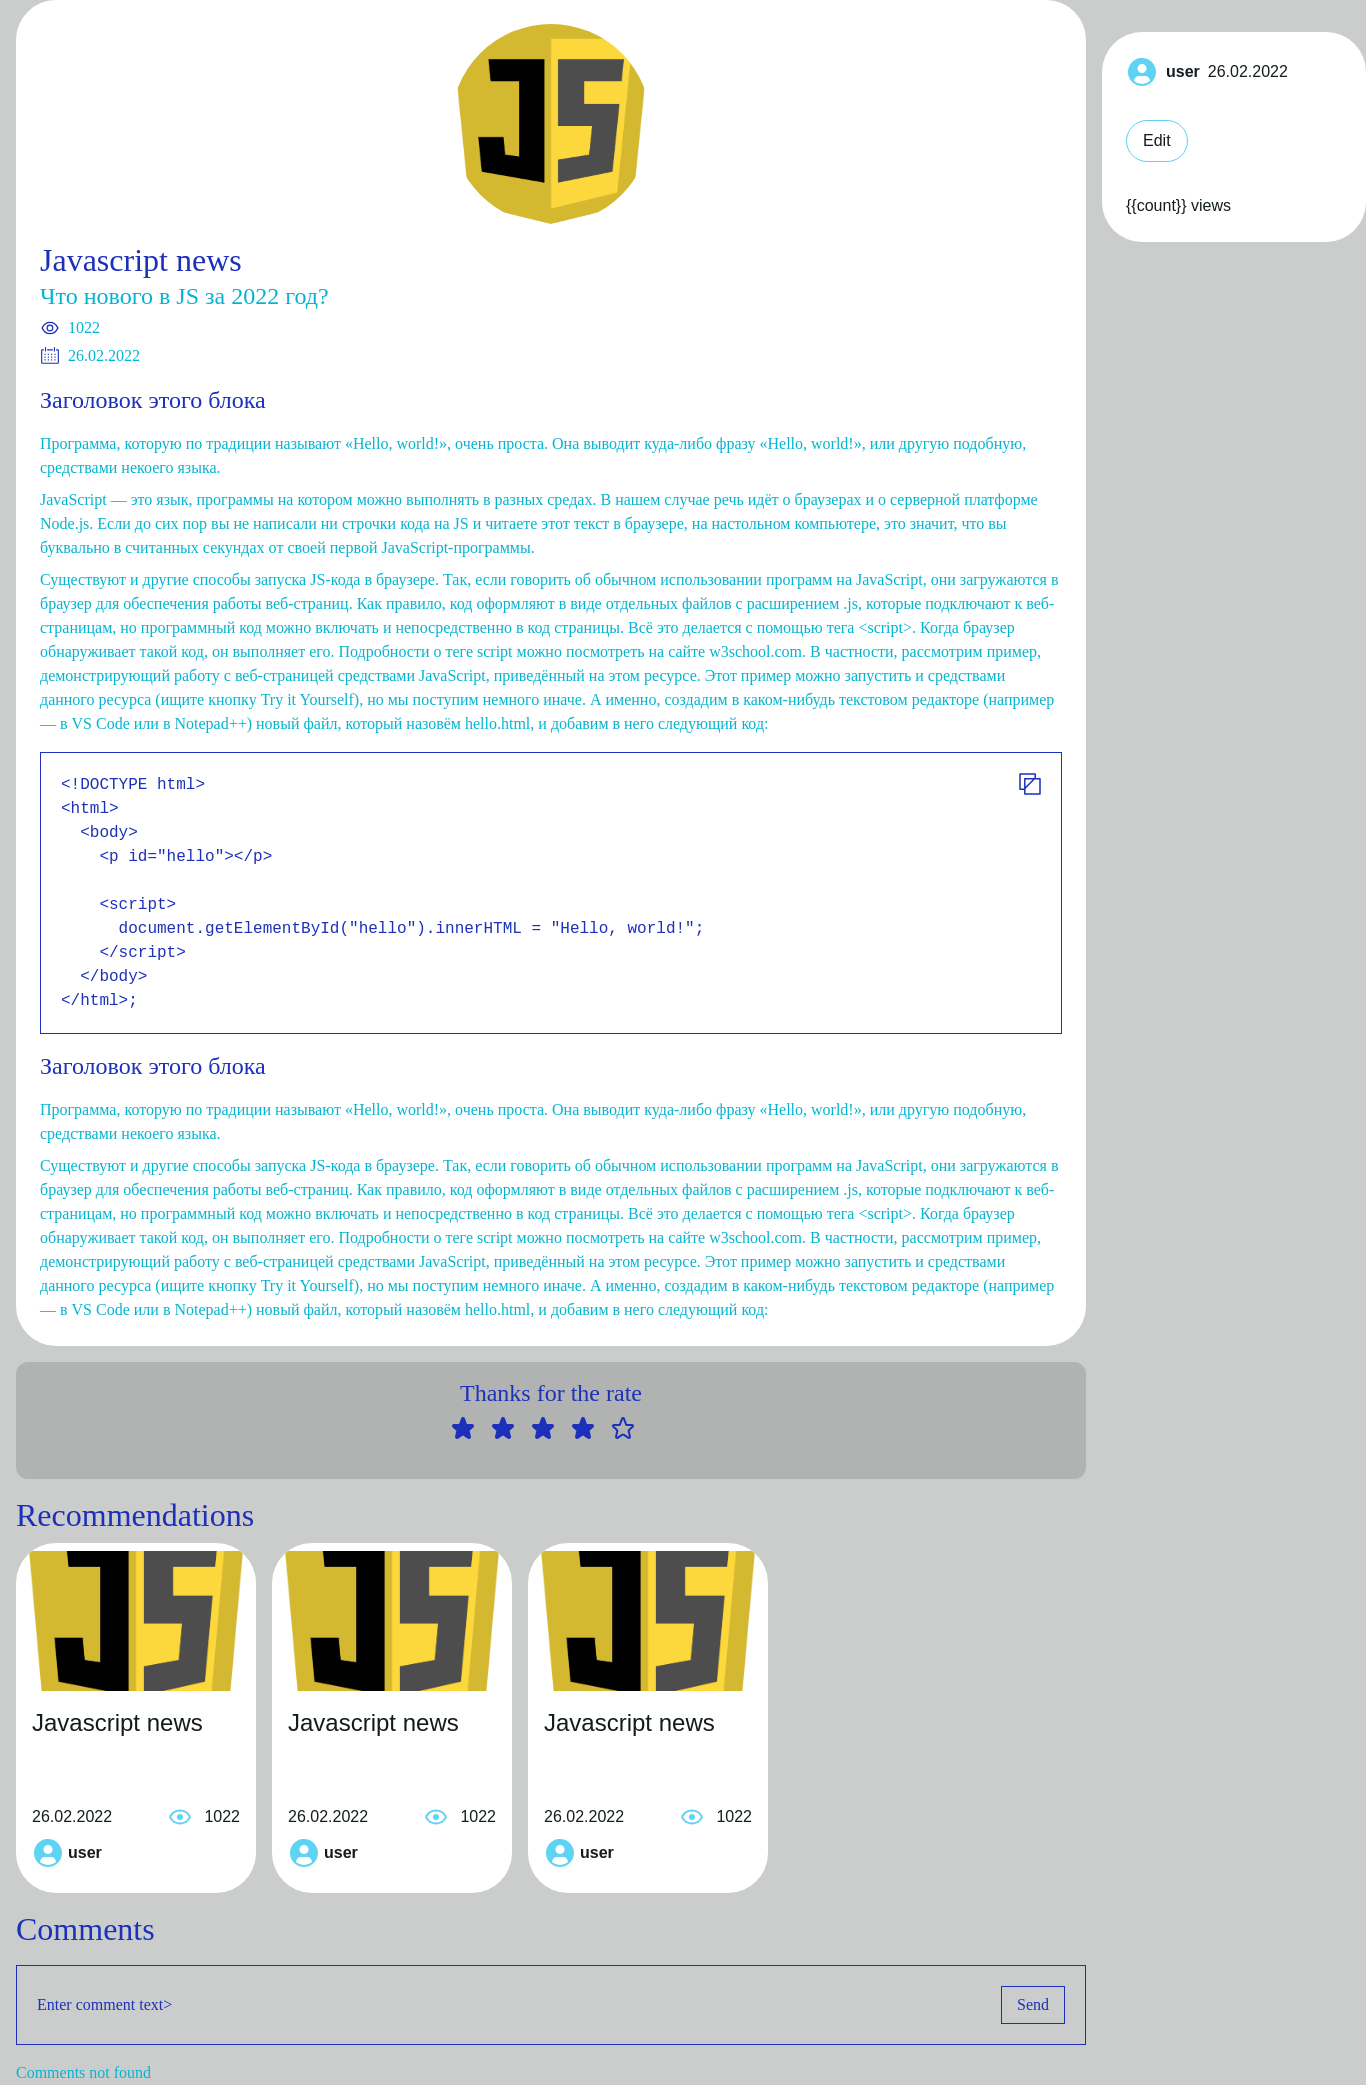 JS
Javascript news
Что нового в JS за 2022 год?
1022
26.02.2022
Заголовок этого блока
Программа, которую по традиции называют «Hello, world!», очень проста. Она выводит куда-либо фразу «Hello, world!», или другую подобную,
средствами некоего языка.
JavaScript — это язык, программы на котором можно выполнять в разных средах. В нашем случае речь идёт о браузерах и о серверной платформе
Node.js. Если до сих пор вы не написали ни строчки кода на JS и читаете этот текст в браузере, на настольном компьютере, это значит, что вы
буквально в считанных секундах от своей первой JavaScript-программы.
Существуют и другие способы запуска JS-кода в браузере. Так, если говорить об обычном использовании программ на JavaScript, они загружаются в
браузер для обеспечения работы веб-страниц. Как правило, код оформляют в виде отдельных файлов с расширением .js, которые подключают к веб-
страницам, но программный код можно включать и непосредственно в код страницы. Всё это делается с помощью тега <script>. Когда браузер
обнаруживает такой код, он выполняет его. Подробности о теге script можно посмотреть на сайте w3school.com. В частности, рассмотрим пример,
демонстрирующий работу с веб-страницей средствами JavaScript, приведённый на этом ресурсе. Этот пример можно запустить и средствами
данного ресурса (ищите кнопку Try it Yourself), но мы поступим немного иначе. А именно, создадим в каком-нибудь текстовом редакторе (например
— в VS Code или в Notepad++) новый файл, который назовём hello.html, и добавим в него следующий код:
<!DOCTYPE html>
<html>
  <body>
    <p id="hello"></p>
    <script>
      document.getElementById("hello").innerHTML = "Hello, world!";
    </script>
  </body>
</html>;
Заголовок этого блока
Программа, которую по традиции называют «Hello, world!», очень проста. Она выводит куда-либо фразу «Hello, world!», или другую подобную,
средствами некоего языка.
Существуют и другие способы запуска JS-кода в браузере. Так, если говорить об обычном использовании программ на JavaScript, они загружаются в
браузер для обеспечения работы веб-страниц. Как правило, код оформляют в виде отдельных файлов с расширением .js, которые подключают к веб-
страницам, но программный код можно включать и непосредственно в код страницы. Всё это делается с помощью тега <script>. Когда браузер
обнаруживает такой код, он выполняет его. Подробности о теге script можно посмотреть на сайте w3school.com. В частности, рассмотрим пример,
демонстрирующий работу с веб-страницей средствами JavaScript, приведённый на этом ресурсе. Этот пример можно запустить и средствами
данного ресурса (ищите кнопку Try it Yourself), но мы поступим немного иначе. А именно, создадим в каком-нибудь текстовом редакторе (например
— в VS Code или в Notepad++) новый файл, который назовём hello.html, и добавим в него следующий код:
user 26.02.2022
Edit
{{count}} views
Thanks for the rate
Recommendations
JS
Javascript news
26.02.2022 1022
user
JS
Javascript news
26.02.2022 1022
user
JS
Javascript news
26.02.2022 1022
user
Comments
Enter comment text>
Send
Comments not found